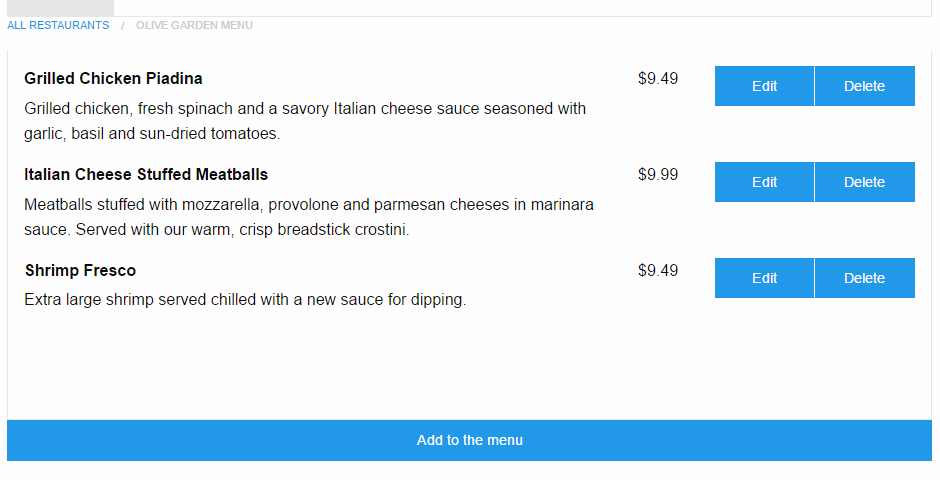 ALL RESTAURANTS / OLIVE GARDEN MENU
Grilled Chicken Piadina $9.49 Edit Delete
Grilled chicken, fresh spinach and a savory Italian cheese sauce seasoned with
garlic, basil and sun-dried tomatoes.
Italian Cheese Stuffed Meatballs $9.99 Edit Delete
Meatballs stuffed with mozzarella, provolone and parmesan cheeses in marinara
sauce. Served with our warm, crisp breadstick crostini.
Shrimp Fresco $9.49 Edit Delete
Extra large shrimp served chilled with a new sauce for dipping.
Add to the menu